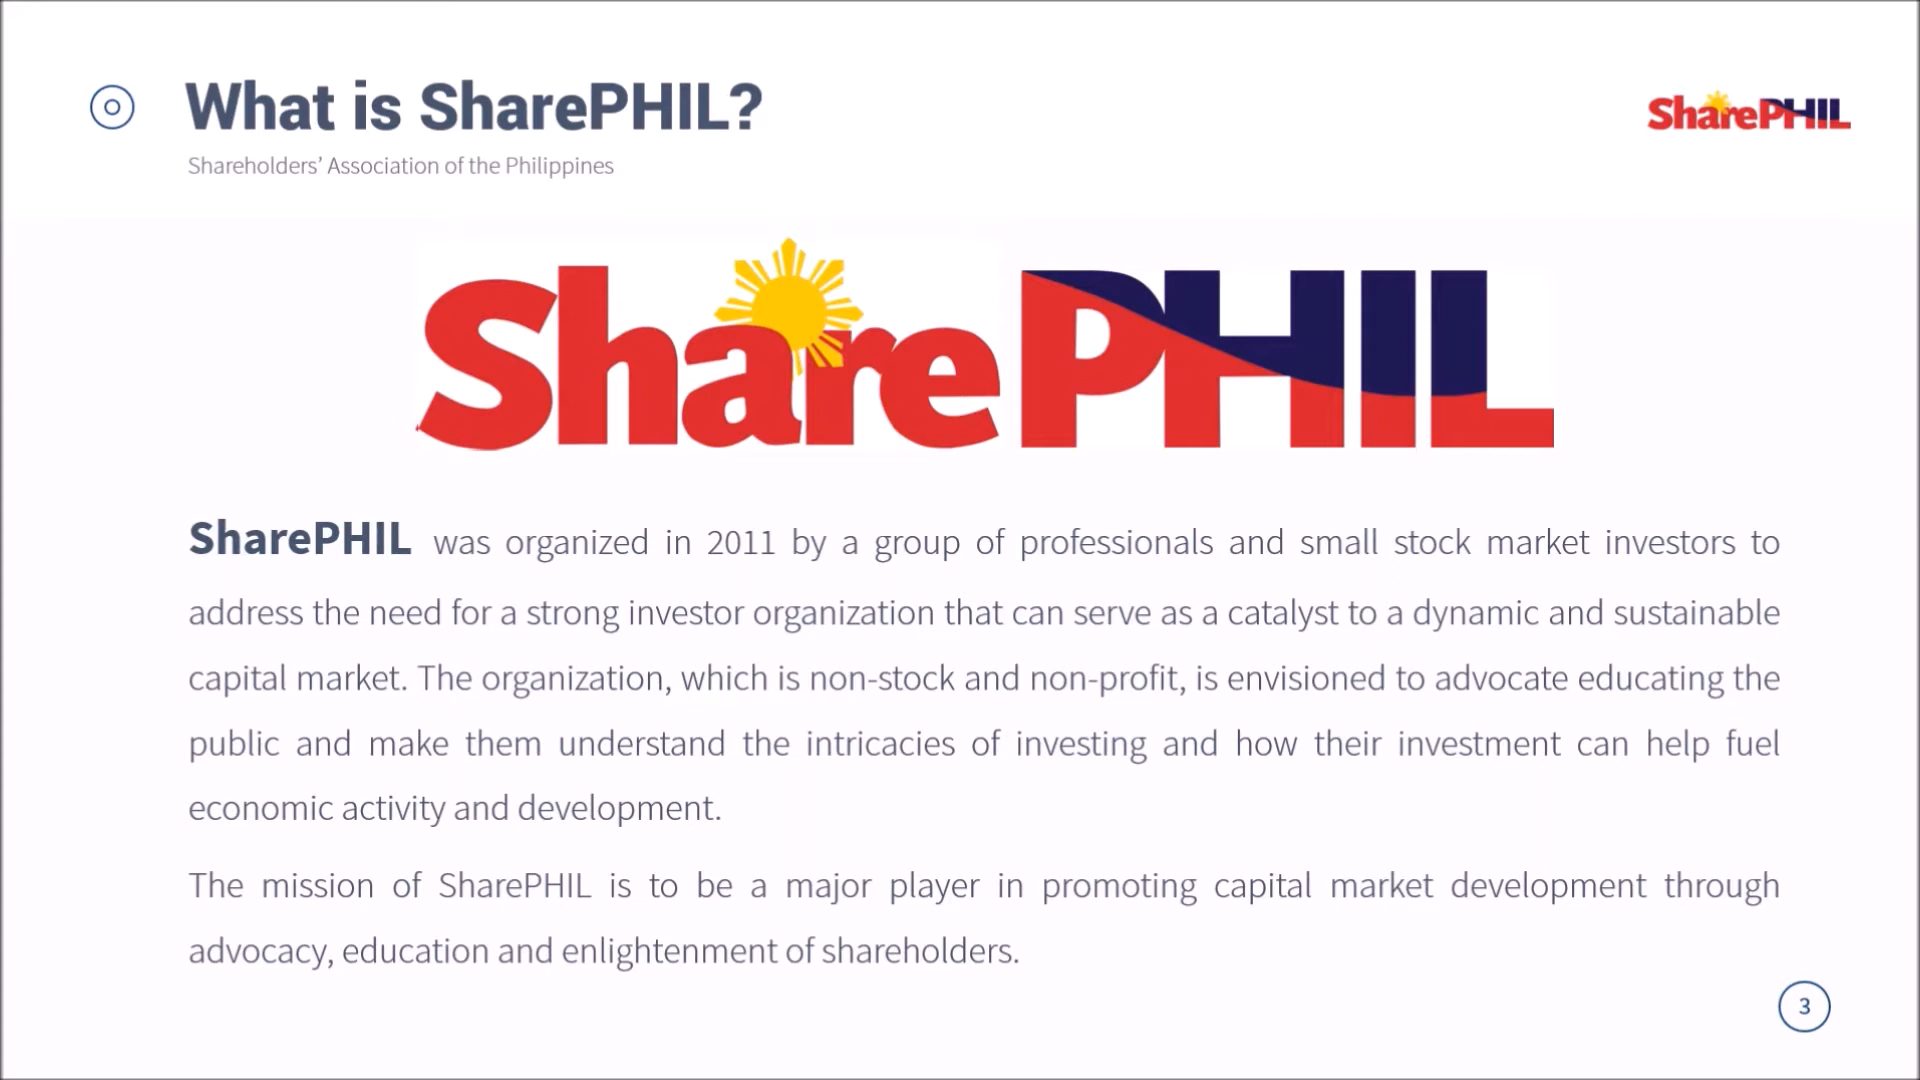 What is SharePHIL?
SharePHIL
Shareholders’ Association of the Philippines
SharePHIL
SharePHIL was organized in 2011 by a group of professionals and small stock market investors to
address the need for a strong investor organization that can serve as a catalyst to a dynamic and sustainable
capital market. The organization, which is non-stock and non-profit, is envisioned to advocate educating the
public and make them understand the intricacies of investing and how their investment can help fuel
economic activity and development.
The mission of SharePHIL is to be a major player in promoting capital market development through
advocacy, education and enlightenment of shareholders.
3